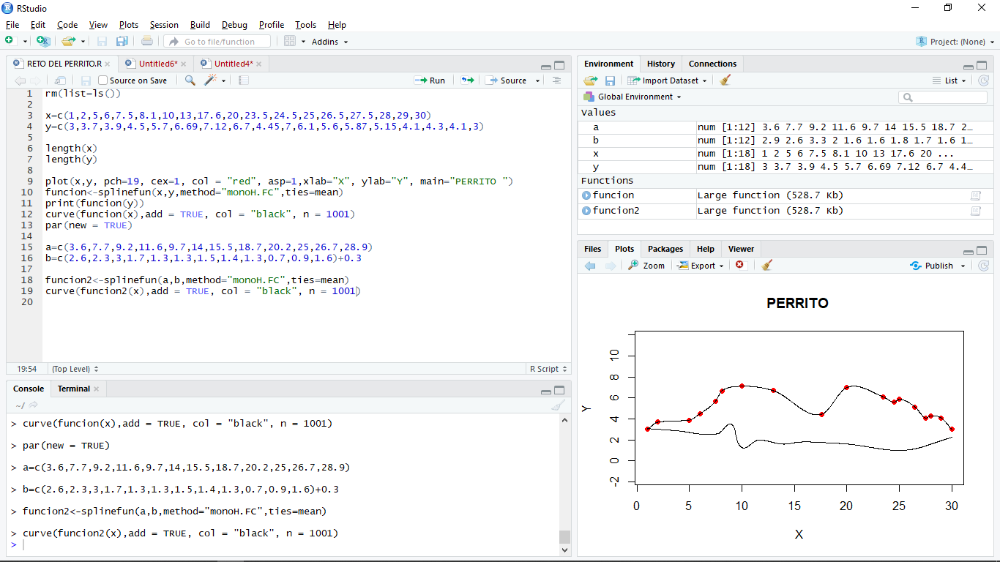 RStudio
File Edit Code View Plots Session Build Debug Profile Tools Help
Go to file/function Addins Project: (None)
RETO DEL PERRITO.R Untitled6* Untitled4*
Source on Save Run Source
1 rm(list=ls())
2
3 x=c(1,2,5,6,7.5,8.1,10,13,17.6,20,23.5,24.5,25,26.5,27.5,28,29,30)
4 y=c(3,3.7,3.9,4.5,5.7,6.69,7.12,6.7,4.45,7,6.1,5.6,5.87,5.15,4.1,4.3,4.1,3)
5
6 length(x)
7 length(y)
8
9 plot(x,y, pch=19, cex=1, col = "red", asp=1,xlab="X", ylab="Y", main="PERRITO ")
10 funcion<-splinefun(x,y,method="monoH.FC",ties=mean)
11 print(funcion(y))
12 curve(funcion(x),add = TRUE, col = "black", n = 1001)
13 par(new = TRUE)
14
15 a=c(3.6,7.7,9.2,11.6,9.7,14,15.5,18.7,20.2,25,26.7,28.9)
16 b=c(2.6,2.3,3,1.7,1.3,1.3,1.5,1.4,1.3,0.7,0.9,1.6)+0.3
17
18 funcion2<-splinefun(a,b,method="monoH.FC",ties=mean)
19 curve(funcion2(x),add = TRUE, col = "black", n = 1001)
20
19:54 (Top Level) R Script
Console Terminal
~/
> curve(funcion(x),add = TRUE, col = "black", n = 1001)
> par(new = TRUE)
> a=c(3.6,7.7,9.2,11.6,9.7,14,15.5,18.7,20.2,25,26.7,28.9)
> b=c(2.6,2.3,3,1.7,1.3,1.3,1.5,1.4,1.3,0.7,0.9,1.6)+0.3
> funcion2<-splinefun(a,b,method="monoH.FC",ties=mean)
> curve(funcion2(x),add = TRUE, col = "black", n = 1001)
>
Environment History Connections
Import Dataset List
Global Environment
Values
a num [1:12] 3.6 7.7 9.2 11.6 9.7 14 15.5 18.7 2…
b num [1:12] 2.9 2.6 3.3 2 1.6 1.6 1.8 1.7 1.6 1…
x num [1:18] 1 2 5 6 7.5 8.1 10 13 17.6 20 ...
y num [1:18] 3 3.7 3.9 4.5 5.7 6.69 7.12 6.7 4.4…
Functions
funcion Large function (528.7 Kb)
funcion2 Large function (528.7 Kb)
Files Plots Packages Help Viewer
Zoom Export Publish
PERRITO
Y
10
8
6
4
2
0
-2
0 5 10 15 20 25 30
X